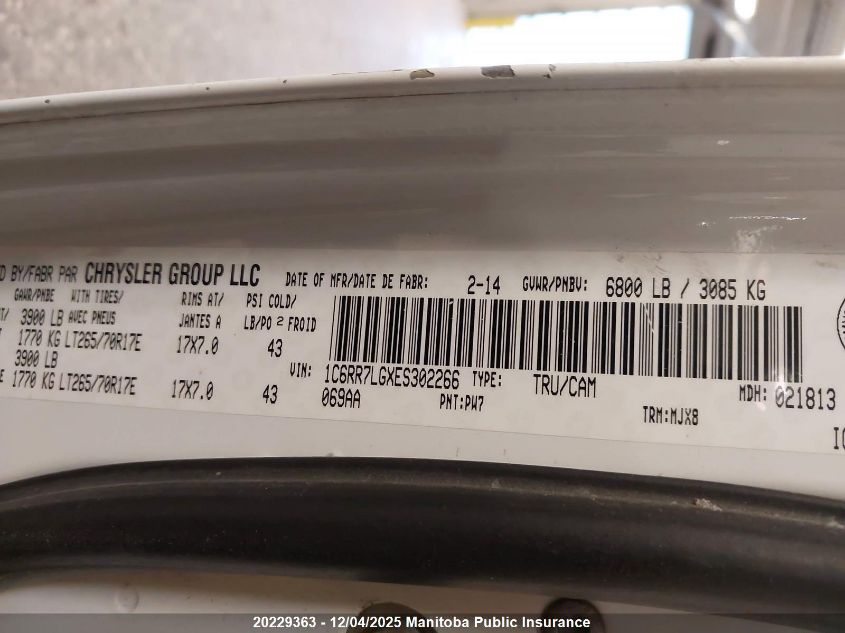 D BY/FABR PAR CHRYSLER GROUP LLC DATE OF MFR/DATE DE FABR: 2-14 GVWR/PNBV: 6800 LB / 3085 KG
GAWR/PNBE WITH TIRES/ RIMS AT/ PSI COLD/
3900 LB AVEC PNEUS JANTES A LB/PO 2 FROID
1770 KG LT265/70R17E 17X7.0 43
3900 LB
1770 KG LT265/70R17E 17X7.0 43
VIN: 1C6RR7LGXES302266 TYPE: TRU/CAM MDH: 021813
069AA PNT:PW7 TRM:MJX8
20229363 - 12/04/2025 Manitoba Public Insurance